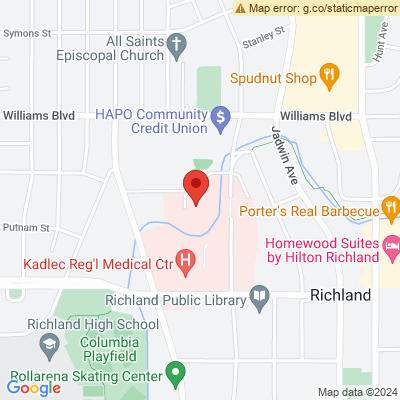 Map error: g.co/staticmaperror
Symons St
Stanley St
Hunt Ave
All Saints
Episcopal Church
Spudnut Shop
Williams Blvd
HAPO Community
Credit Union
Williams Blvd
Jadwin Ave
Porter's Real Barbecue
Putnam St
Homewood Suites
by Hilton Richland
Kadlec Reg'l Medical Ctr
H
Richland Public Library
Richland
Richland High School
Columbia
Playfield
Rollarena Skating Center
Google
Map data ©2024